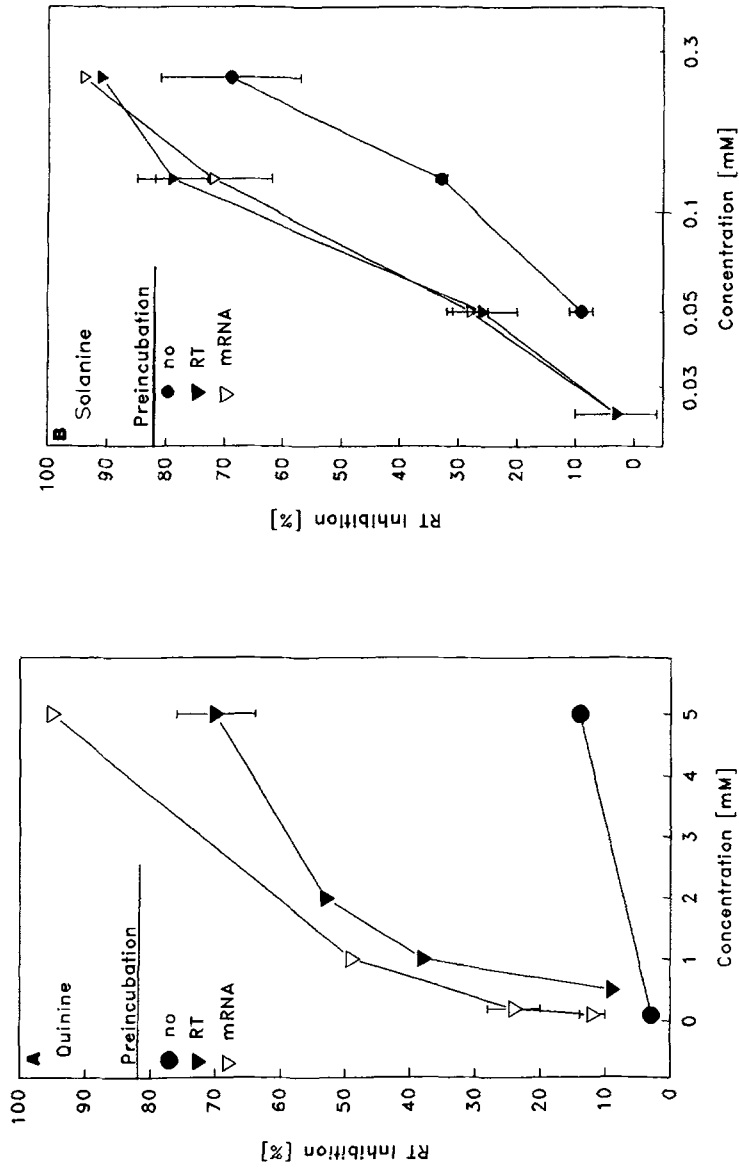 A
Quinine
Preincubation
no
RT
mRNA
100
90
80
70
60
50
40
30
20
10
0
RT Inhibition [%]
0
1
2
3
4
5
Concentration [mM]
B
Solanine
Preincubation
no
RT
mRNA
100
90
80
70
60
50
40
30
20
10
0
RT Inhibition [%]
0.03
0.05
0.1
0.3
Concentration [mM]